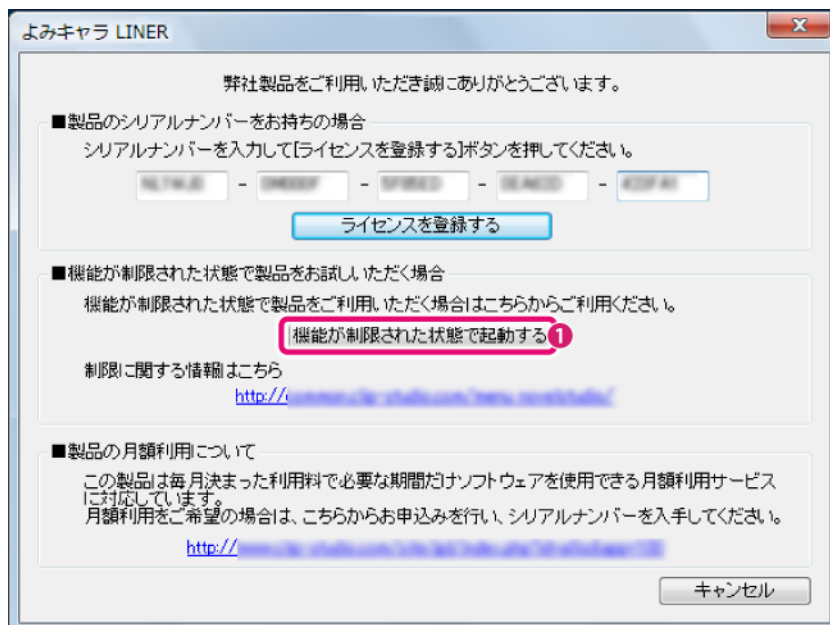 よみキャラ LINER
弊社製品をご利用いただき誠にありがとうございます。
■製品のシリアルナンバーをお持ちの場合
シリアルナンバーを入力して[ライセンスを登録する]ボタンを押してください。
- - - -
ライセンスを登録する
■機能が制限された状態で製品をお試しいただく場合
機能が制限された状態で製品をご利用いただく場合はこちらからご利用ください。
機能が制限された状態で起動する 1
制限に関する情報はこちら
http://
■製品の月額利用について
この製品は毎月決まった利用料で必要な期間だけソフトウェアを使用できる月額利用サービス
に対応しています。
月額利用をご希望の場合は、こちらからお申込みを行い、シリアルナンバーを入手してください。
http://
キャンセル